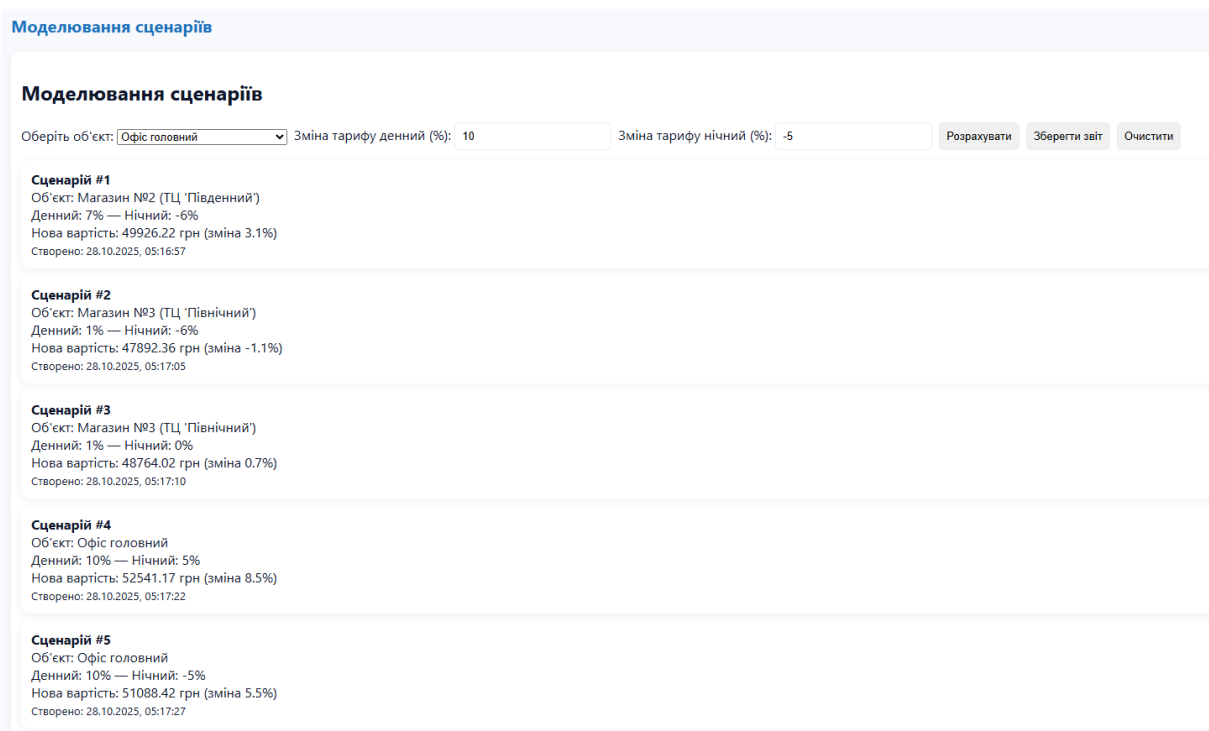 Моделювання сценаріїв
Моделювання сценаріїв
Оберіть об'єкт: Офіс головний Зміна тарифу денний (%): 10 Зміна тарифу нічний (%): -5 Розрахувати Зберегти звіт Очистити
Сценарій #1
Об'єкт: Магазин №2 (ТЦ 'Південний')
Денний: 7% — Нічний: -6%
Нова вартість: 49926.22 грн (зміна 3.1%)
Створено: 28.10.2025, 05:16:57
Сценарій #2
Об'єкт: Магазин №3 (ТЦ 'Північний')
Денний: 1% — Нічний: -6%
Нова вартість: 47892.36 грн (зміна -1.1%)
Створено: 28.10.2025, 05:17:05
Сценарій #3
Об'єкт: Магазин №3 (ТЦ 'Північний')
Денний: 1% — Нічний: 0%
Нова вартість: 48764.02 грн (зміна 0.7%)
Створено: 28.10.2025, 05:17:10
Сценарій #4
Об'єкт: Офіс головний
Денний: 10% — Нічний: 5%
Нова вартість: 52541.17 грн (зміна 8.5%)
Створено: 28.10.2025, 05:17:22
Сценарій #5
Об'єкт: Офіс головний
Денний: 10% — Нічний: -5%
Нова вартість: 51088.42 грн (зміна 5.5%)
Створено: 28.10.2025, 05:17:27